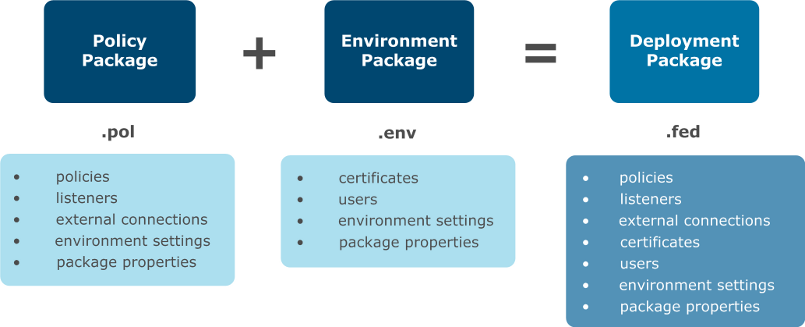 Policy
Package
+
Environment
Package
=
Deployment
Package
.pol
.env
.fed
• policies
• listeners
• external connections
• environment settings
• package properties
• certificates
• users
• environment settings
• package properties
• policies
• listeners
• external connections
• certificates
• users
• environment settings
• package properties